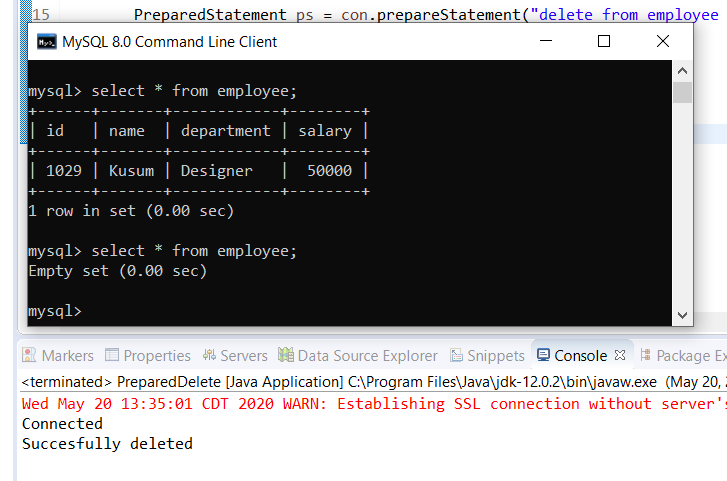 15 PreparedStatement ps = con.prepareStatement("delete from employee
MySQL 8.0 Command Line Client
mysql> select * from employee;
+------+-------+------------+--------+
| id   | name  | department | salary |
+------+-------+------------+--------+
| 1029 | Kusum | Designer   |  50000 |
+------+-------+------------+--------+
1 row in set (0.00 sec)
mysql> select * from employee;
Empty set (0.00 sec)
mysql>
Markers Properties Servers Data Source Explorer Snippets Console Package Ex
<terminated> PreparedDelete [Java Application] C:\Program Files\Java\jdk-12.0.2\bin\javaw.exe (May 20, 
Wed May 20 13:35:01 CDT 2020 WARN: Establishing SSL connection without server's
Connected
Succesfully deleted